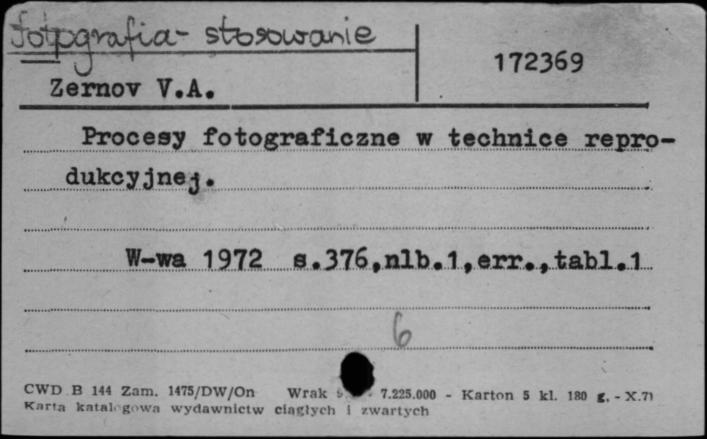 fotografia - stosowanie
172369
Zernov V.A.
Procesy fotograficzne w technice repro-
dukcyjnej.
W-wa 1972 s.376,nlb.1,err.,tabl.1
6
CWD B 144 Zam. 1475/DW/On Wrak 7.225.000 - Karton 5 kl. 180 g. - X.71
Karta katalogowa wydawnictw ciągłych i zwartych